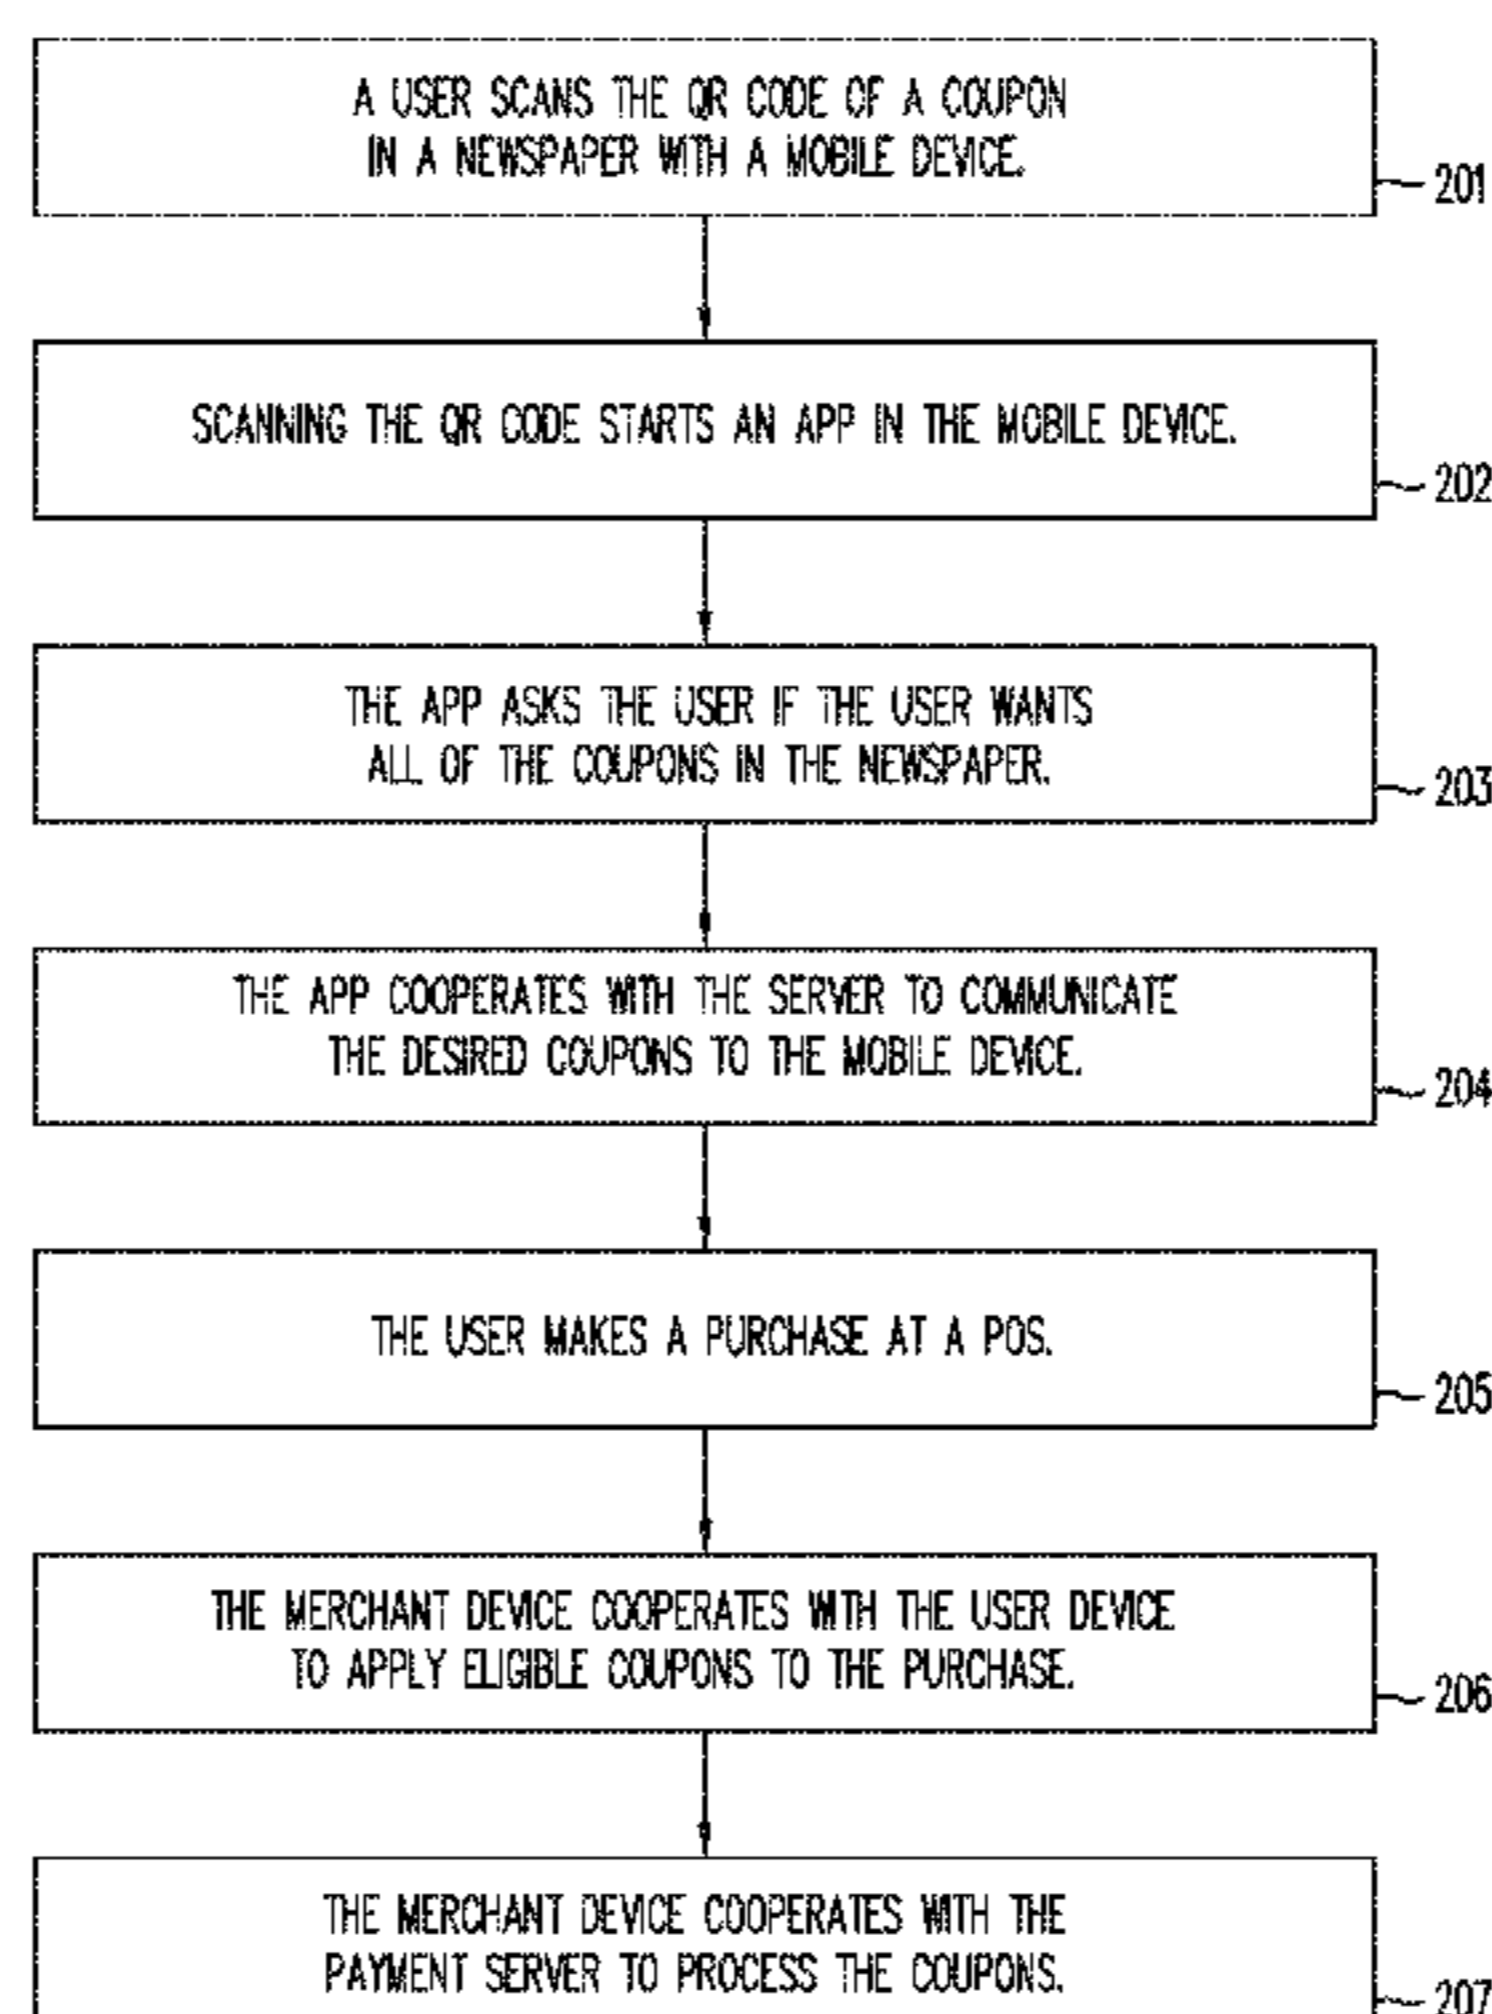 A USER SCANS THE QR CODE OF A COUPON
IN A NEWSPAPER WITH A MOBILE DEVICE.
201
SCANNING THE QR CODE STARTS AN APP IN THE MOBILE DEVICE.
202
THE APP ASKS THE USER IF THE USER WANTS
ALL OF THE COUPONS IN THE NEWSPAPER.
203
THE APP COOPERATES WITH THE SERVER TO COMMUNICATE
THE DESIRED COUPONS TO THE MOBILE DEVICE.
204
THE USER MAKES A PURCHASE AT A POS.
205
THE MERCHANT DEVICE COOPERATES WITH THE USER DEVICE
TO APPLY ELIGIBLE COUPONS TO THE PURCHASE.
206
THE MERCHANT DEVICE COOPERATES WITH THE
PAYMENT SERVER TO PROCESS THE COUPONS.
207